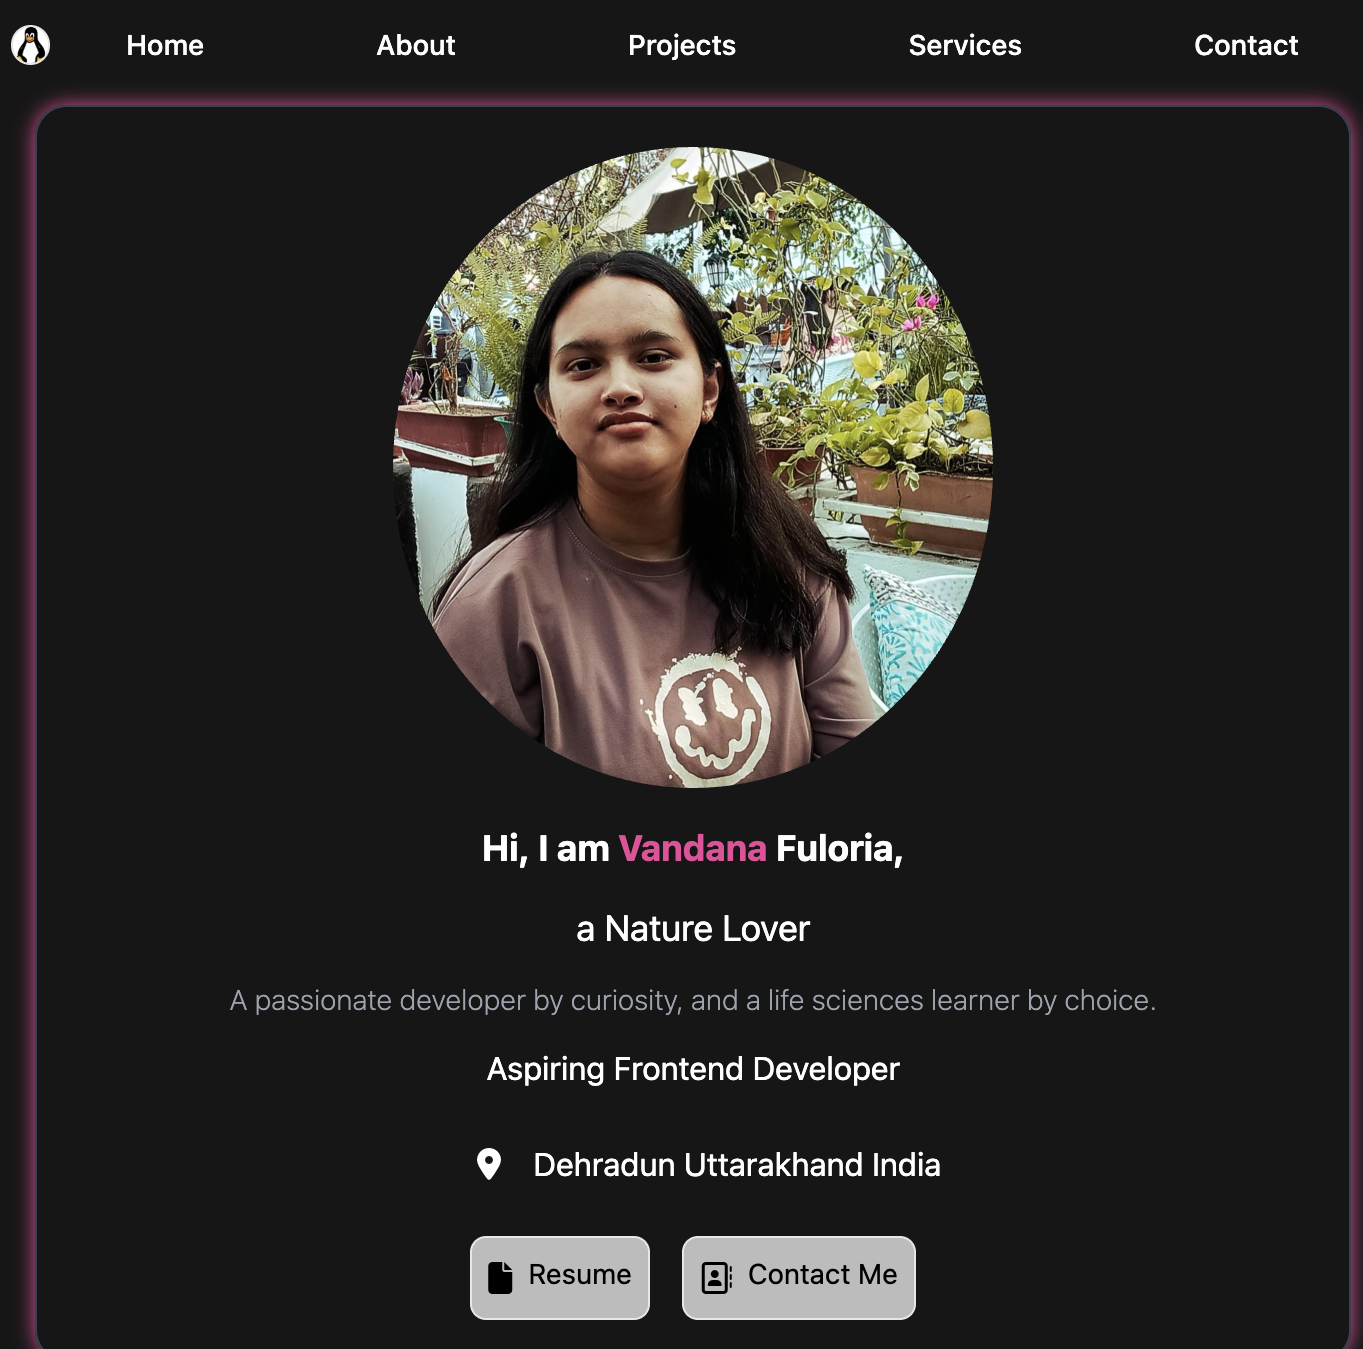 Home About Projects Services Contact
Hi, I am Vandana Fuloria,
a Nature Lover
A passionate developer by curiosity, and a life sciences learner by choice.
Aspiring Frontend Developer
Dehradun Uttarakhand India
Resume Contact Me